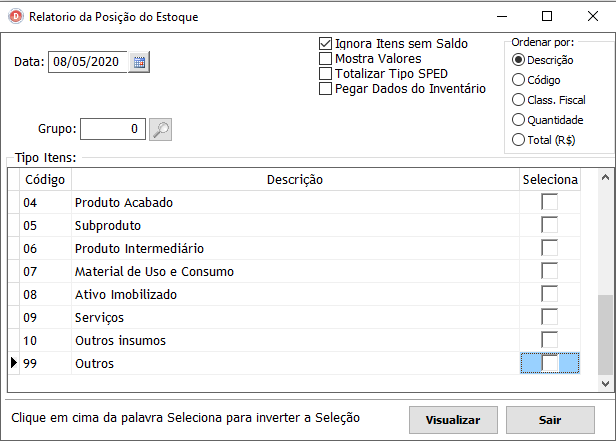 Relatorio da Posição do Estoque
Data: 08/05/2020
Ignora Itens sem Saldo
Mostra Valores
Totalizar Tipo SPED
Pegar Dados do Inventário
Ordenar por:
Descrição
Código
Class. Fiscal
Quantidade
Total (R$)
Grupo: 0
Tipo Itens:
Código Descrição Seleciona
04 Produto Acabado
05 Subproduto
06 Produto Intermediário
07 Material de Uso e Consumo
08 Ativo Imobilizado
09 Serviços
10 Outros insumos
99 Outros
Clique em cima da palavra Seleciona para inverter a Seleção
Visualizar
Sair